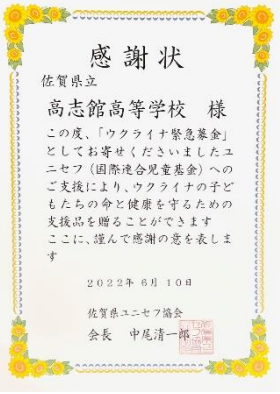 感謝状
佐賀県立
高志館高等学校　様
この度、「ウクライナ緊急募金」
としてお寄せくださいましたユ
ニセフ（国際連合児童基金）への
ご支援により、ウクライナの子ど
もたちの命と健康を守るための
支援品を贈ることができます
ここに、謹んで感謝の意を表しま
す
2022年 6月 10日
佐賀県ユニセフ協会
会長　中尾清一郎